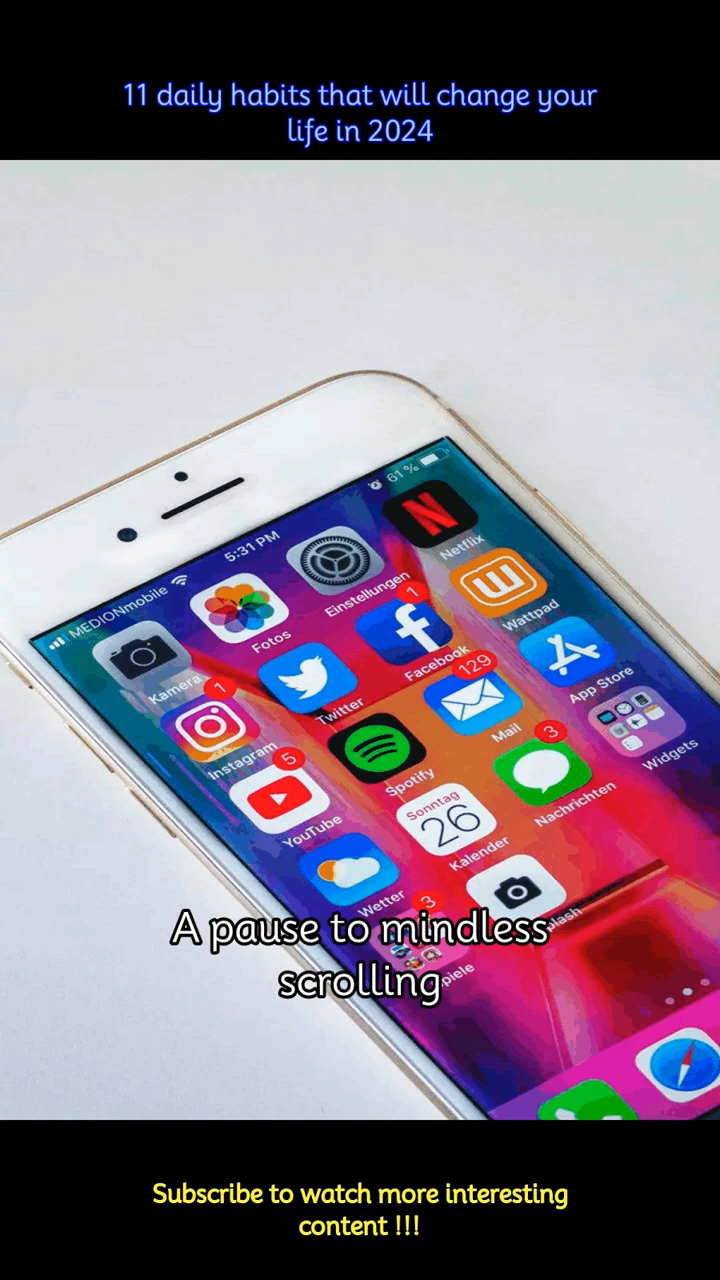 11 daily habits that will change your
life in 2024
MEDIONmobile
5:31 PM
61 %
Kamera
Fotos
Einstellungen
Netflix
1
Instagram
Twitter
1
Facebook
Wattpad
5
YouTube
Spotify
129
Mail
App Store
Wetter
Sonntag
26
Kalender
3
Nachrichten
Widgets
3
A pause to mindless
scrolling
Subscribe to watch more interesting
content !!!